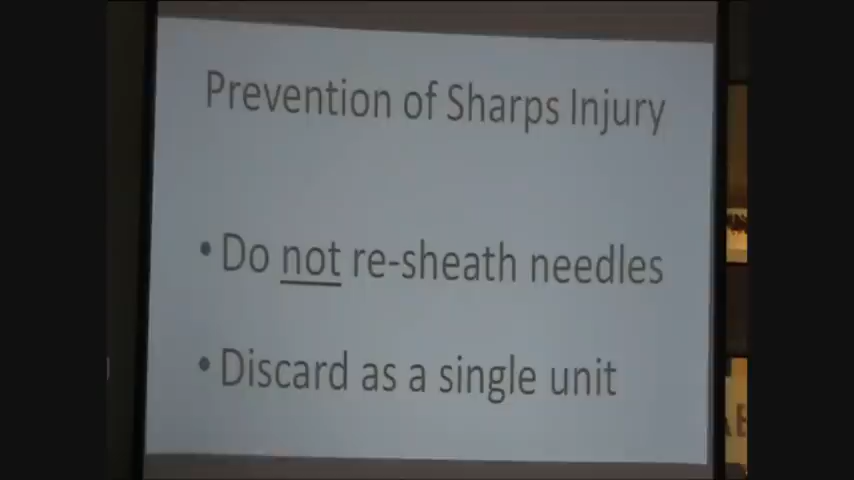 Prevention of Sharps Injury
• Do not re-sheath needles
• Discard as a single unit